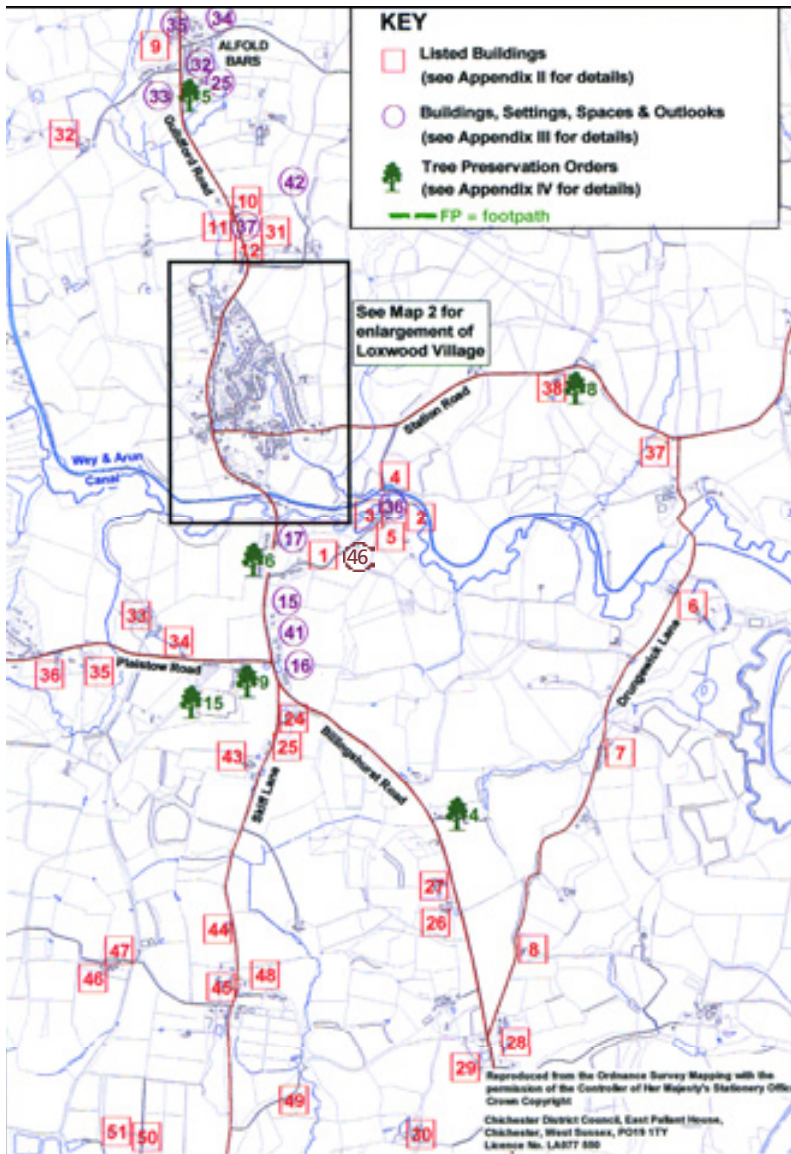 KEY
Listed Buildings
(see Appendix II for details)
Buildings, Settings, Spaces & Outlooks
(see Appendix III for details)
Tree Preservation Orders
(see Appendix IV for details)
FP = footpath
35
34
9
ALFOLD
BARS
32
25
33
5
32
Guildford Road
42
10
11
37
31
12
See Map 2 for
enlargement of
Loxwood Village
38
8
Station Road
37
Wey & Arun
Canal
4
3
36
2
5
17
1
46
6
15
6
33
41
34
16
36
35
Plaistow Road
9
15
24
25
43
Skiff Lane
Billingshurst Road
Drungewick Lane
7
4
27
26
44
47
46
48
45
8
28
29
49
51
50
30
Reproduced from the Ordnance Survey Mapping with the
permission of the Controller of Her Majesty's Stationery Offic
Crown Copyright
Chichester District Council, East Pallant House,
Chichester, West Sussex, PO19 1TY
Licence No. LA077 550